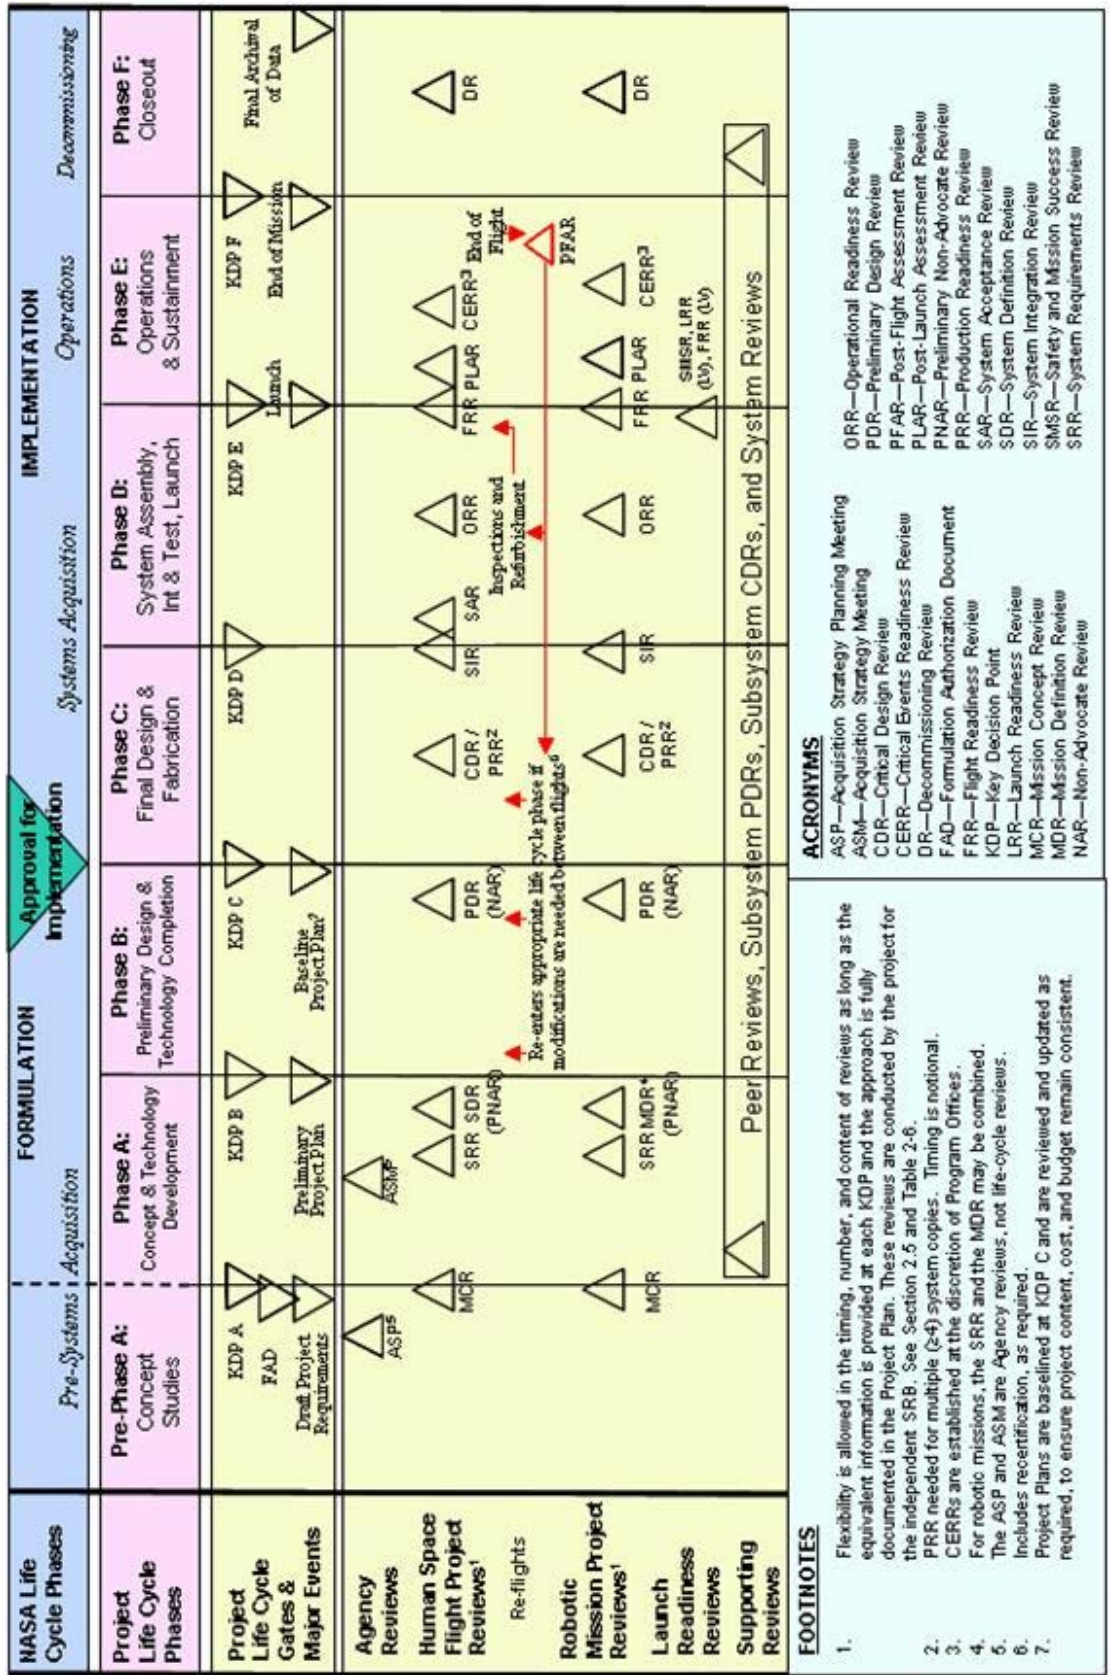 NASA Life
Cycle Phases
FORMULATION
Approval for
Implementation
IMPLEMENTATION
Pre-Systems Acquisition
Systems Acquisition
Operations
Decommissioning
Project
Life Cycle
Phases
Pre-Phase A:
Concept
Studies
Phase A:
Concept & Technology
Development
Phase B:
Preliminary Design &
Technology Completion
Phase C:
Final Design &
Fabrication
Phase D:
System Assembly,
Int & Test, Launch
Phase E:
Operations
& Sustainment
Phase F:
Closeout
Project
Life Cycle
Gates &
Major Events
KDP A
FAD
Draft Project
Requirements
KDP B
Preliminary
Project Plan
KDP C
Baseline
Project Plan7
KDP D
KDP E
Launch
KDP F
End of Mission
Final Archival
of Data
Agency
Reviews
ASP5
ASM5
Human Space
Flight Project
Reviews1
MCR
SRR SDR
(PNAR)
PDR
(NAR)
CDR /
PRR2
SIR SAR
ORR
FRR PLAR CERR3
DR
Re-flights
Re-enters appropriate life cycle phase if
modifications are needed between flights6
Inspections and
Refurbishment
End of
Flight
PFAR
Robotic
Mission Project
Reviews1
MCR
SRR MDR4
(PNAR)
PDR
(NAR)
CDR /
PRR2
SIR
ORR
FRR PLAR
CERR3
DR
Launch
Readiness
Reviews
SMSR, LRR
(LV), FRR (LV)
Supporting
Reviews
Peer Reviews, Subsystem PDRs, Subsystem CDRs, and System Reviews
FOOTNOTES
1. Flexibility is allowed in the timing, number, and content of reviews as long as the
equivalent information is provided at each KDP and the approach is fully
documented in the Project Plan. These reviews are conducted by the project for
the independent SRB. See Section 2.5 and Table 2-6.
2. PRR needed for multiple (≥4) system copies. Timing is notional.
3. CERRs are established at the discretion of Program Offices.
4. For robotic missions, the SRR and the MDR may be combined.
5. The ASP and ASM are Agency reviews, not life-cycle reviews.
6. Includes recertification, as required.
7. Project Plans are baselined at KDP C and are reviewed and updated as
required, to ensure project content, cost, and budget remain consistent.
ACRONYMS
ASP—Acquisition Strategy Planning Meeting
ASM—Acquisition Strategy Meeting
CDR—Critical Design Review
CERR—Critical Events Readiness Review
DR—Decommissioning Review
FAD—Formulation Authorization Document
FRR—Flight Readiness Review
KDP—Key Decision Point
LRR—Launch Readiness Review
MCR—Mission Concept Review
MDR—Mission Definition Review
NAR—Non-Advocate Review
ORR—Operational Readiness Review
PDR—Preliminary Design Review
PFAR—Post-Flight Assessment Review
PLAR—Post-Launch Assessment Review
PNAR—Preliminary Non-Advocate Review
PRR—Production Readiness Review
SAR—System Acceptance Review
SDR—System Definition Review
SIR—System Integration Review
SMSR—Safety and Mission Success Review
SRR—System Requirements Review